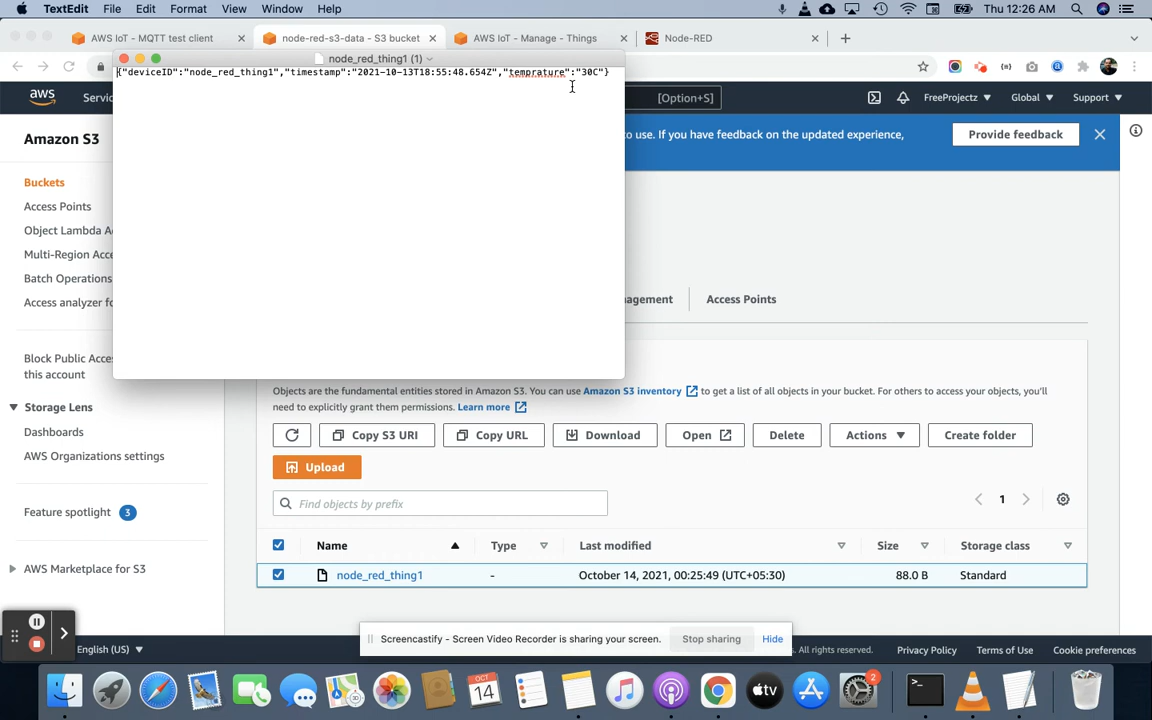 TextEdit File Edit Format View Window Help Thu 12:26 AM
AWS IoT - MQTT test client node-red-s3-data - S3 bucket AWS IoT - Manage - Things Node-RED
node_red_thing1 (1)
{"deviceID":"node_red_thing1","timestamp":"2021-10-13T18:55:48.654Z","temprature":"30C"}
aws Servic [Option+S] FreeProjectz Global Support
Amazon S3
o use. If you have feedback on the updated experience,
Provide feedback
Buckets
Access Points
Object Lambda A
Multi-Region Acce
Batch Operations
Access analyzer fo
Block Public Acces
this account
Storage Lens
Dashboards
AWS Organizations settings
Feature spotlight 3
AWS Marketplace for S3
nagement Access Points
Objects are the fundamental entities stored in Amazon S3. You can use Amazon S3 inventory to get a list of all objects in your bucket. For others to access your objects, you'll
need to explicitly grant them permissions. Learn more
Copy S3 URI Copy URL Download Open Delete Actions Create folder
Upload
Find objects by prefix
1
Name Type Last modified Size Storage class
node_red_thing1 - October 14, 2021, 00:25:49 (UTC+05:30) 88.0 B Standard
Screencastify - Screen Video Recorder is sharing your screen. Stop sharing Hide
English (US) s. All rights reserved. Privacy Policy Terms of Use Cookie preferences
OCT
14
tv
2